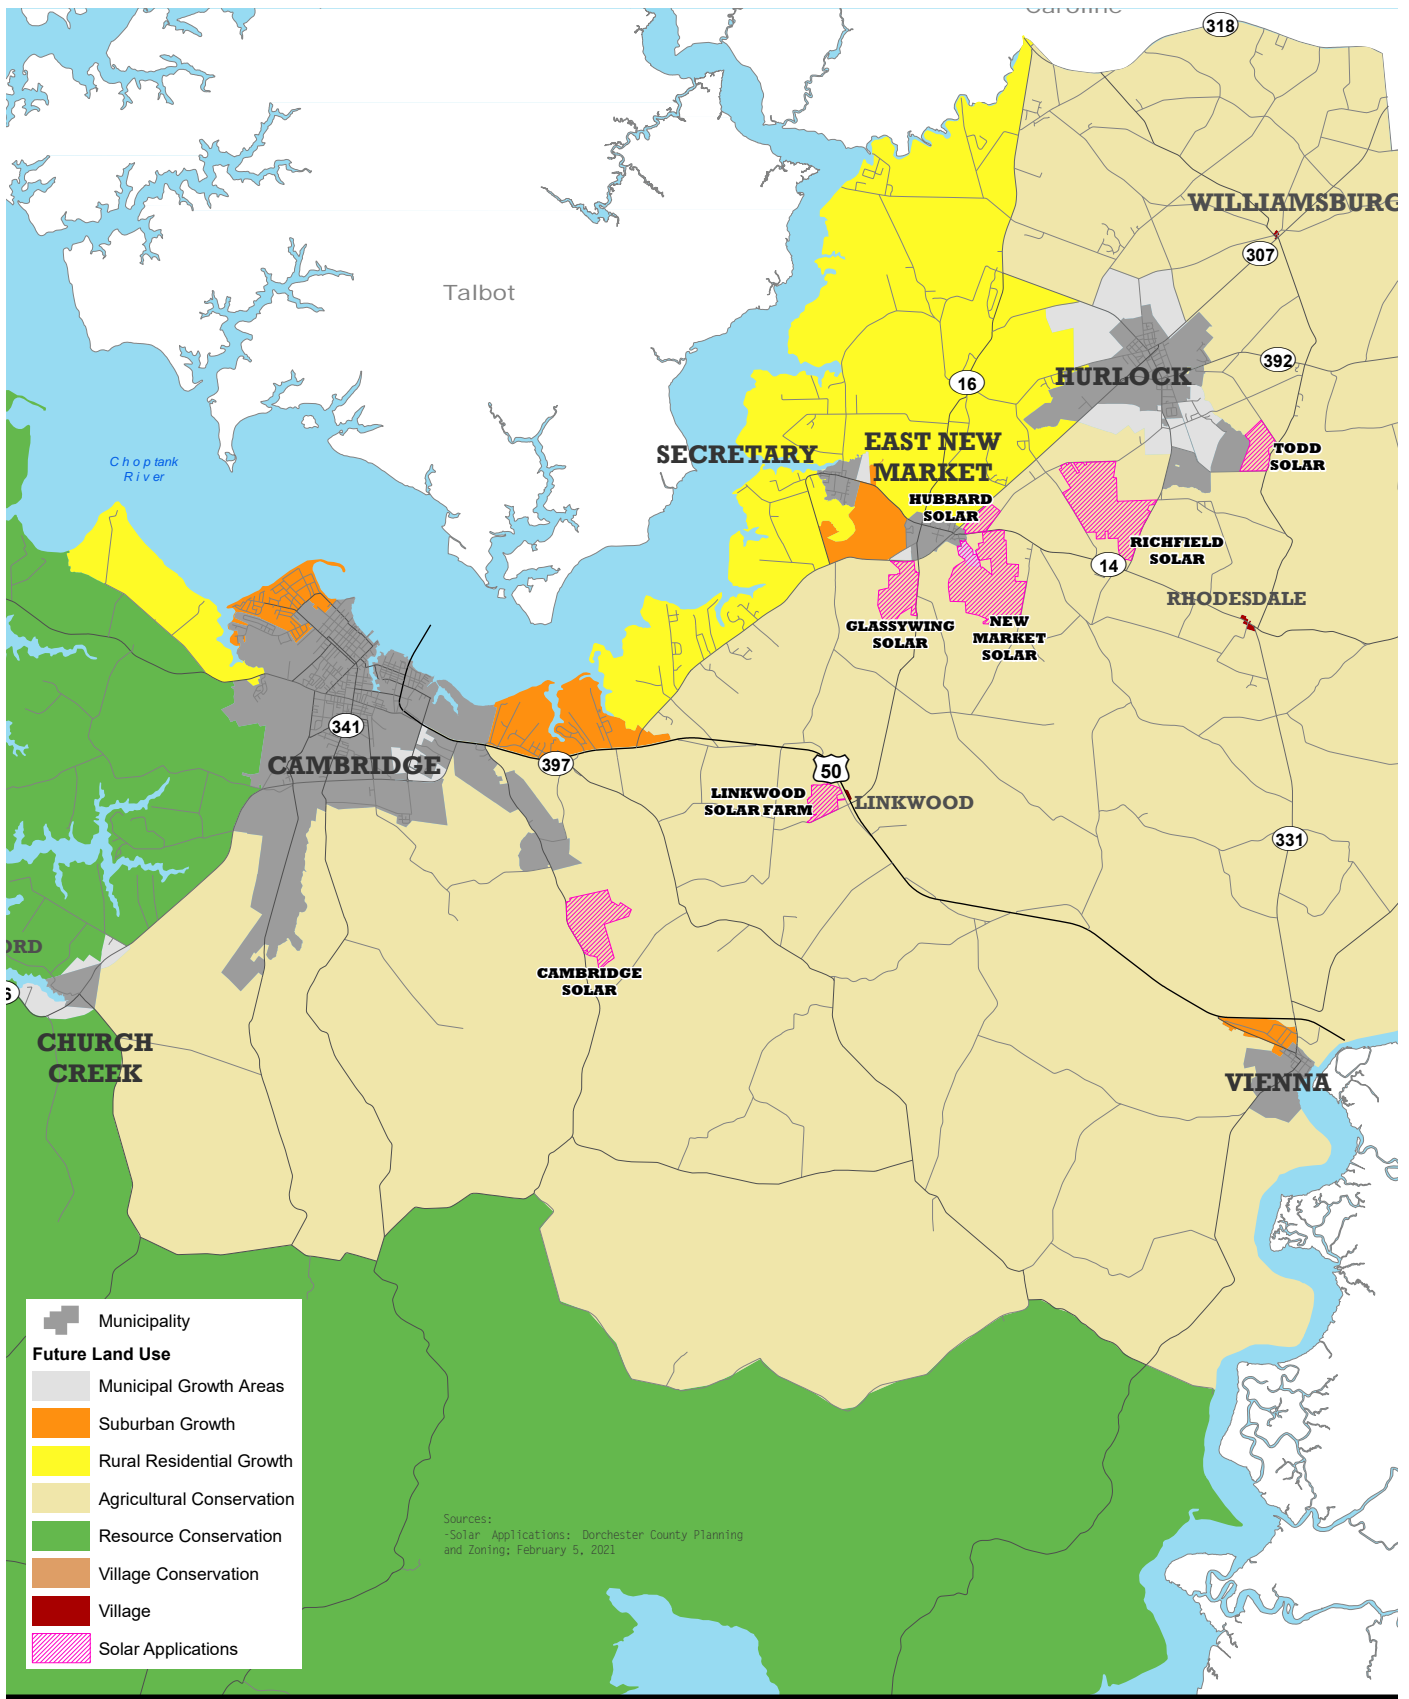 Caroline
318
WILLIAMSBURG
307
Talbot
392
HURLOCK
16
EAST NEW
MARKET
SECRETARY
TODD
SOLAR
Choptank
River
HUBBARD
SOLAR
RICHFIELD
SOLAR
14
RHODESDALE
GLASSYWING
SOLAR
NEW
MARKET
SOLAR
341
CAMBRIDGE
397
50
LINKWOOD
SOLAR FARM
LINKWOOD
331
ORD
6
CAMBRIDGE
SOLAR
CHURCH
CREEK
VIENNA
Municipality
Future Land Use
Municipal Growth Areas
Suburban Growth
Rural Residential Growth
Agricultural Conservation
Resource Conservation
Village Conservation
Village
Solar Applications
Sources:
-Solar Applications: Dorchester County Planning
and Zoning; February 5, 2021